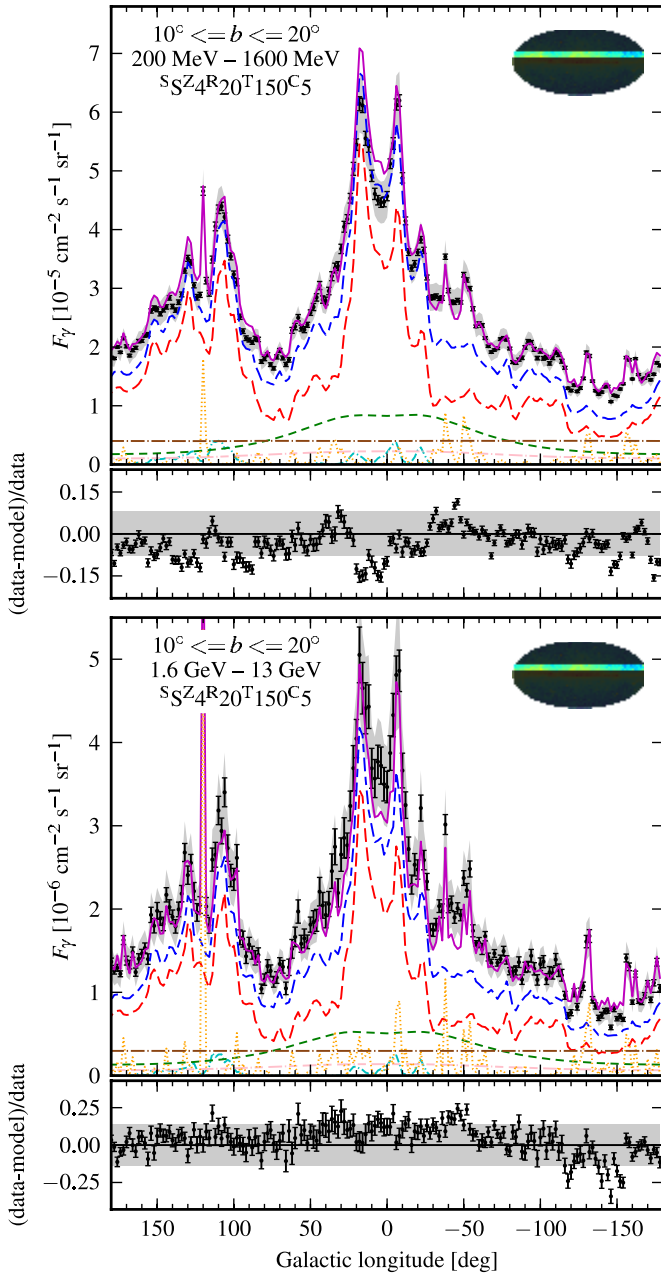 10° <= b <= 20°
200 MeV – 1600 MeV
ˢSᶻ4ᴿ20ᵀ150ᶜ5
7
6
5
4
3
2
1
0
Fγ [10⁻⁵ cm⁻² s⁻¹ sr⁻¹]
0.15
0.00
−0.15
(data-model)/data
10° <= b <= 20°
1.6 GeV – 13 GeV
ˢSᶻ4ᴿ20ᵀ150ᶜ5
5
4
3
2
1
0
Fγ [10⁻⁶ cm⁻² s⁻¹ sr⁻¹]
0.25
0.00
−0.25
((data-model)/data
150 100 50 0 −50 −100 −150
Galactic longitude [deg]